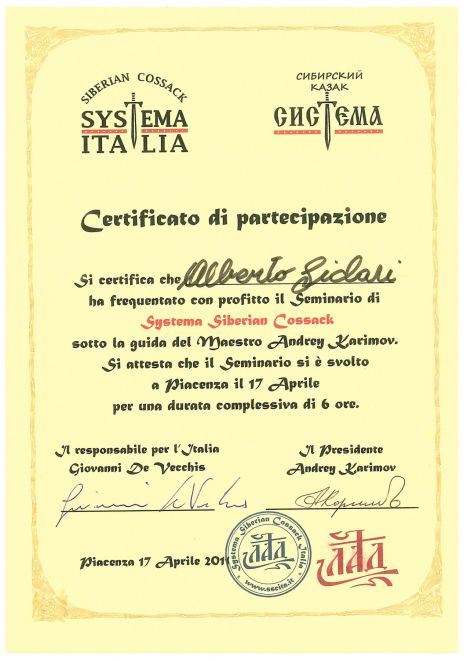 SIBERIAN COSSACK
SYSTEMA
ITALIA
СИБИРСКИЙ
КАЗАК
СИСТЕМА
Certificato di partecipazione
Si certifica che Alberto Zidari
ha frequentato con profitto il Seminario di
Systema Siberian Cossack
sotto la guida del Maestro Andrey Karimov.
Si attesta che il Seminario si è svolto
a Piacenza il 17 Aprile
per una durata complessiva di 6 ore.
Il responsabile per l'Italia
Giovanni De Vecchis
Il Presidente
Andrey Karimov
Piacenza 17 Aprile
Systema Siberian Cossack Italia
www.sscita.it